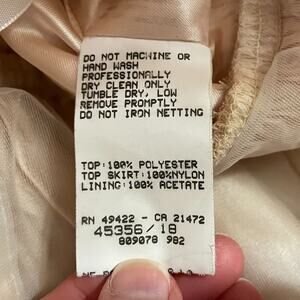 DO NOT MACHINE OR
HAND WASH
PROFESSIONALLY
DRY CLEAN ONLY
TUMBLE DRY, LOW
REMOVE PROMPTLY
DO NOT IRON NETTING
TOP:100% POLYESTER
TOP SKIRT:100%NYLON
LINING:100% ACETATE
RN 49422 - CA 21472
45356/18
809078 982